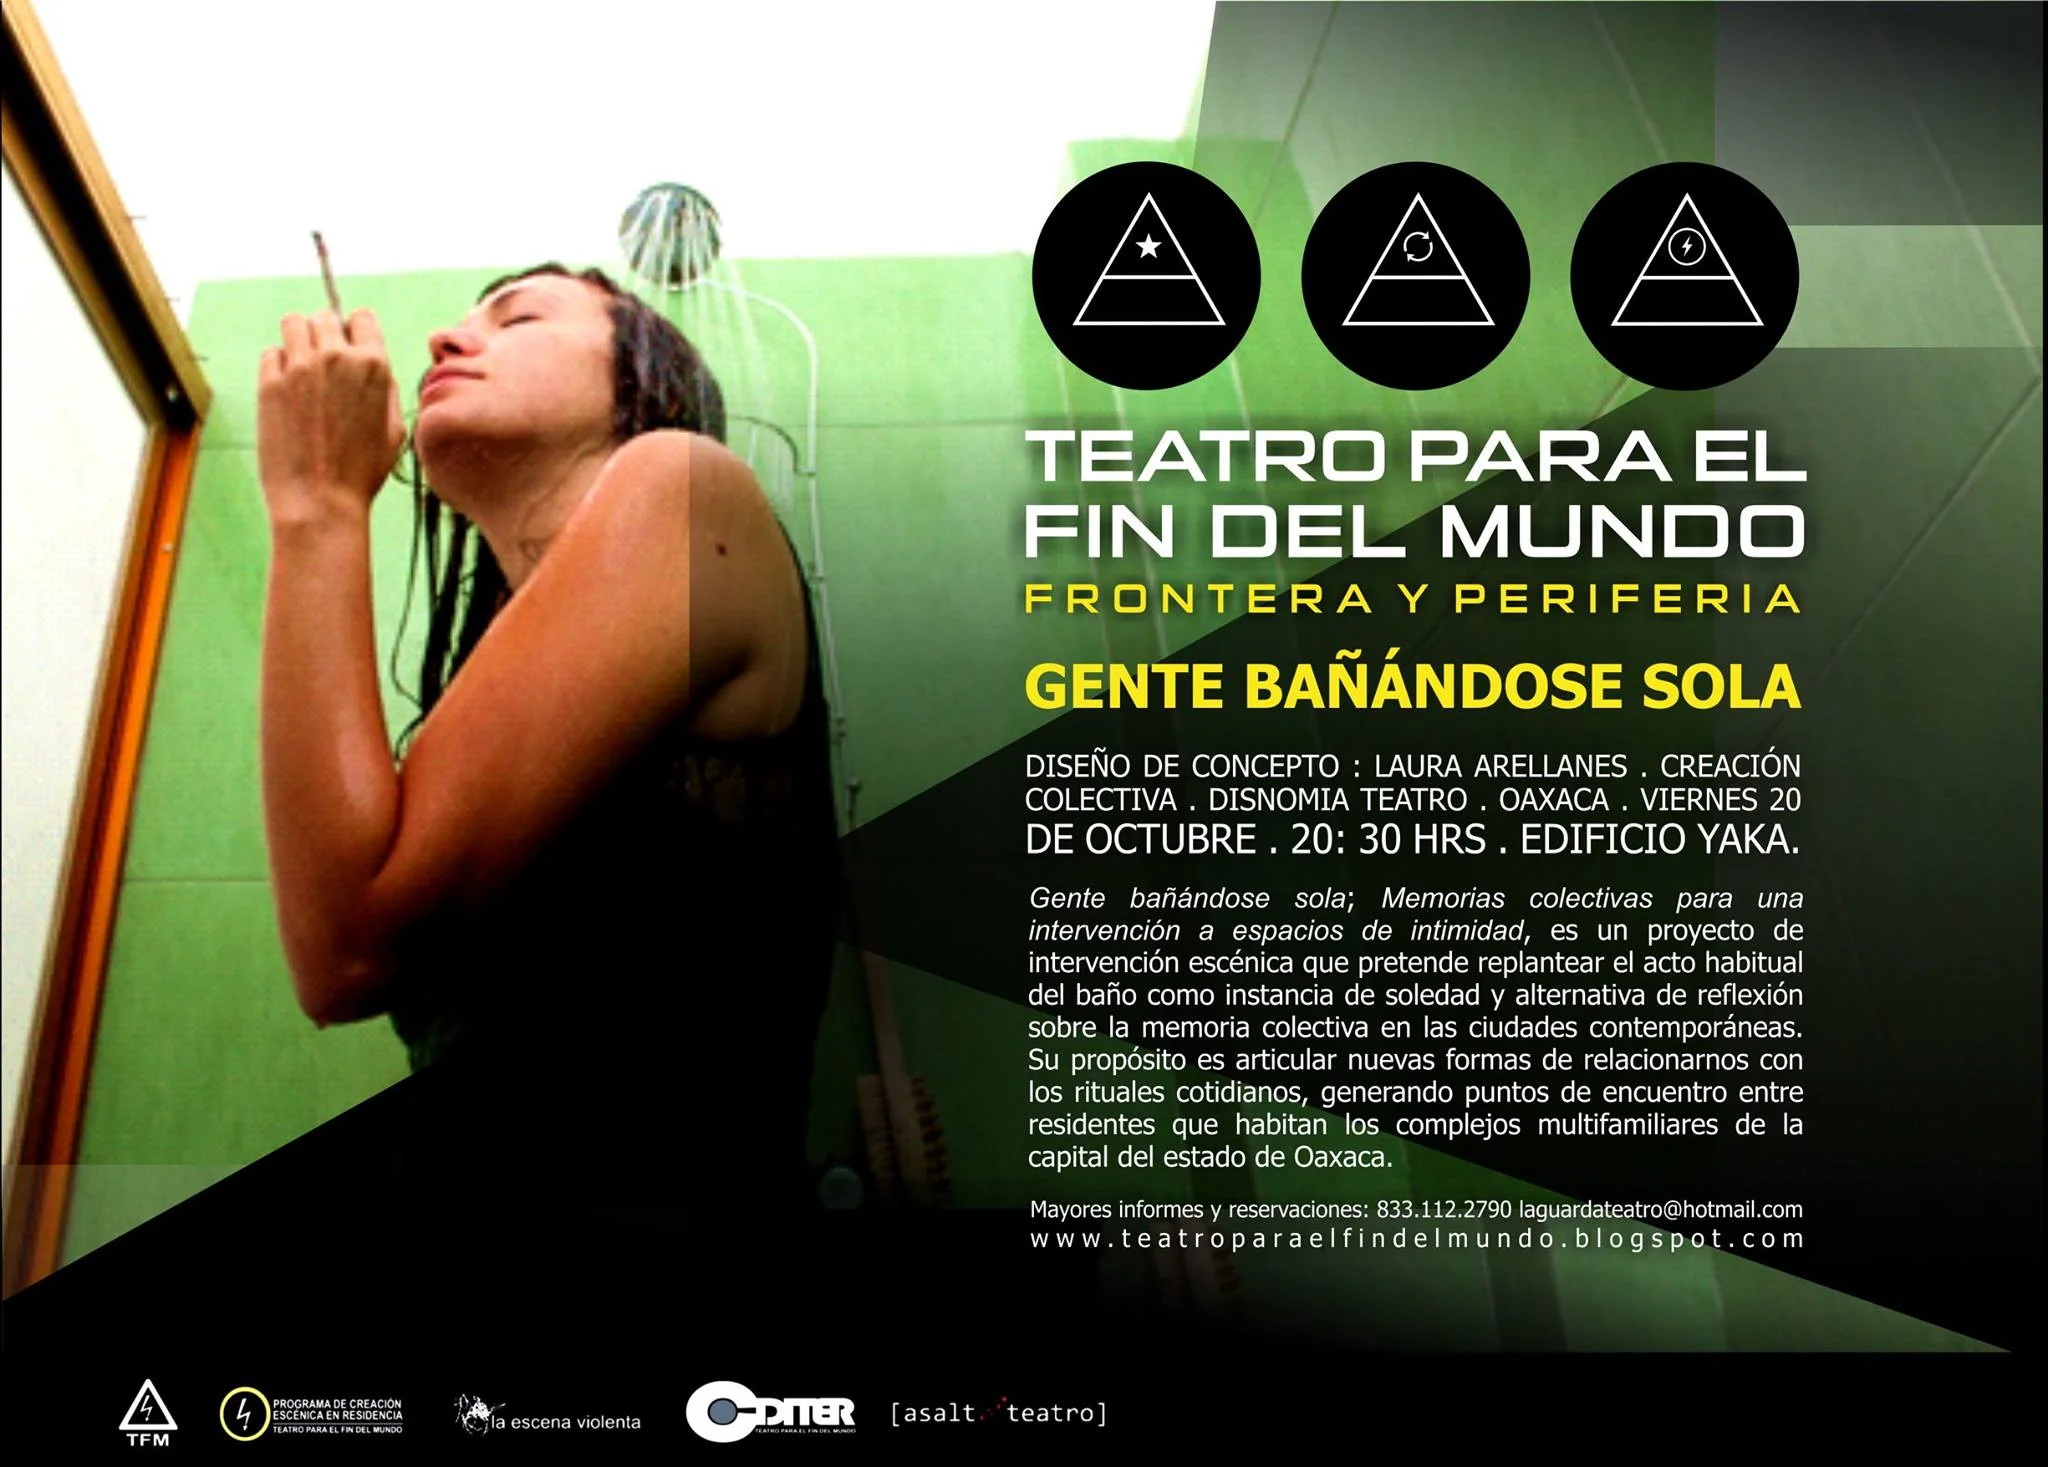 TEATRO PARA EL
FIN DEL MUNDO
FRONTERA Y PERIFERIA
GENTE BAÑÁNDOSE SOLA
DISEÑO DE CONCEPTO : LAURA ARELLANES . CREACIÓN
COLECTIVA . DISNOMIA TEATRO . OAXACA . VIERNES 20
DE OCTUBRE . 20: 30 HRS . EDIFICIO YAKA.
Gente bañándose sola; Memorias colectivas para una
intervención a espacios de intimidad, es un proyecto de
intervención escénica que pretende replantear el acto habitual
del baño como instancia de soledad y alternativa de reflexión
sobre la memoria colectiva en las ciudades contemporáneas.
Su propósito es articular nuevas formas de relacionarnos con
los rituales cotidianos, generando puntos de encuentro entre
residentes que habitan los complejos multifamiliares de la
capital del estado de Oaxaca.
Mayores informes y reservaciones: 833.112.2790 laguardateatro@hotmail.com
www.teatroparaelfindelmundo.blogspot.com
TFM
PROGRAMA DE CREACIÓN
ESCÉNICA EN RESIDENCIA
TEATRO PARA EL FIN DEL MUNDO
la escena violenta
DITER
TEATRO PARA EL FIN DEL MUNDO
[asalt teatro]